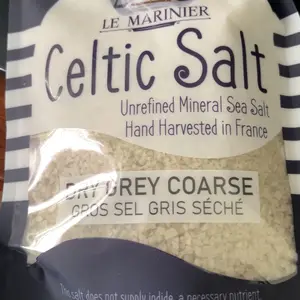 LE MARINIER
Celtic Salt
Unrefined Mineral Sea Salt
Hand Harvested in France
DRY GREY COARSE
GROS SEL GRIS SÉCHÉ
This salt does not supply iodide, a necessary nutrient